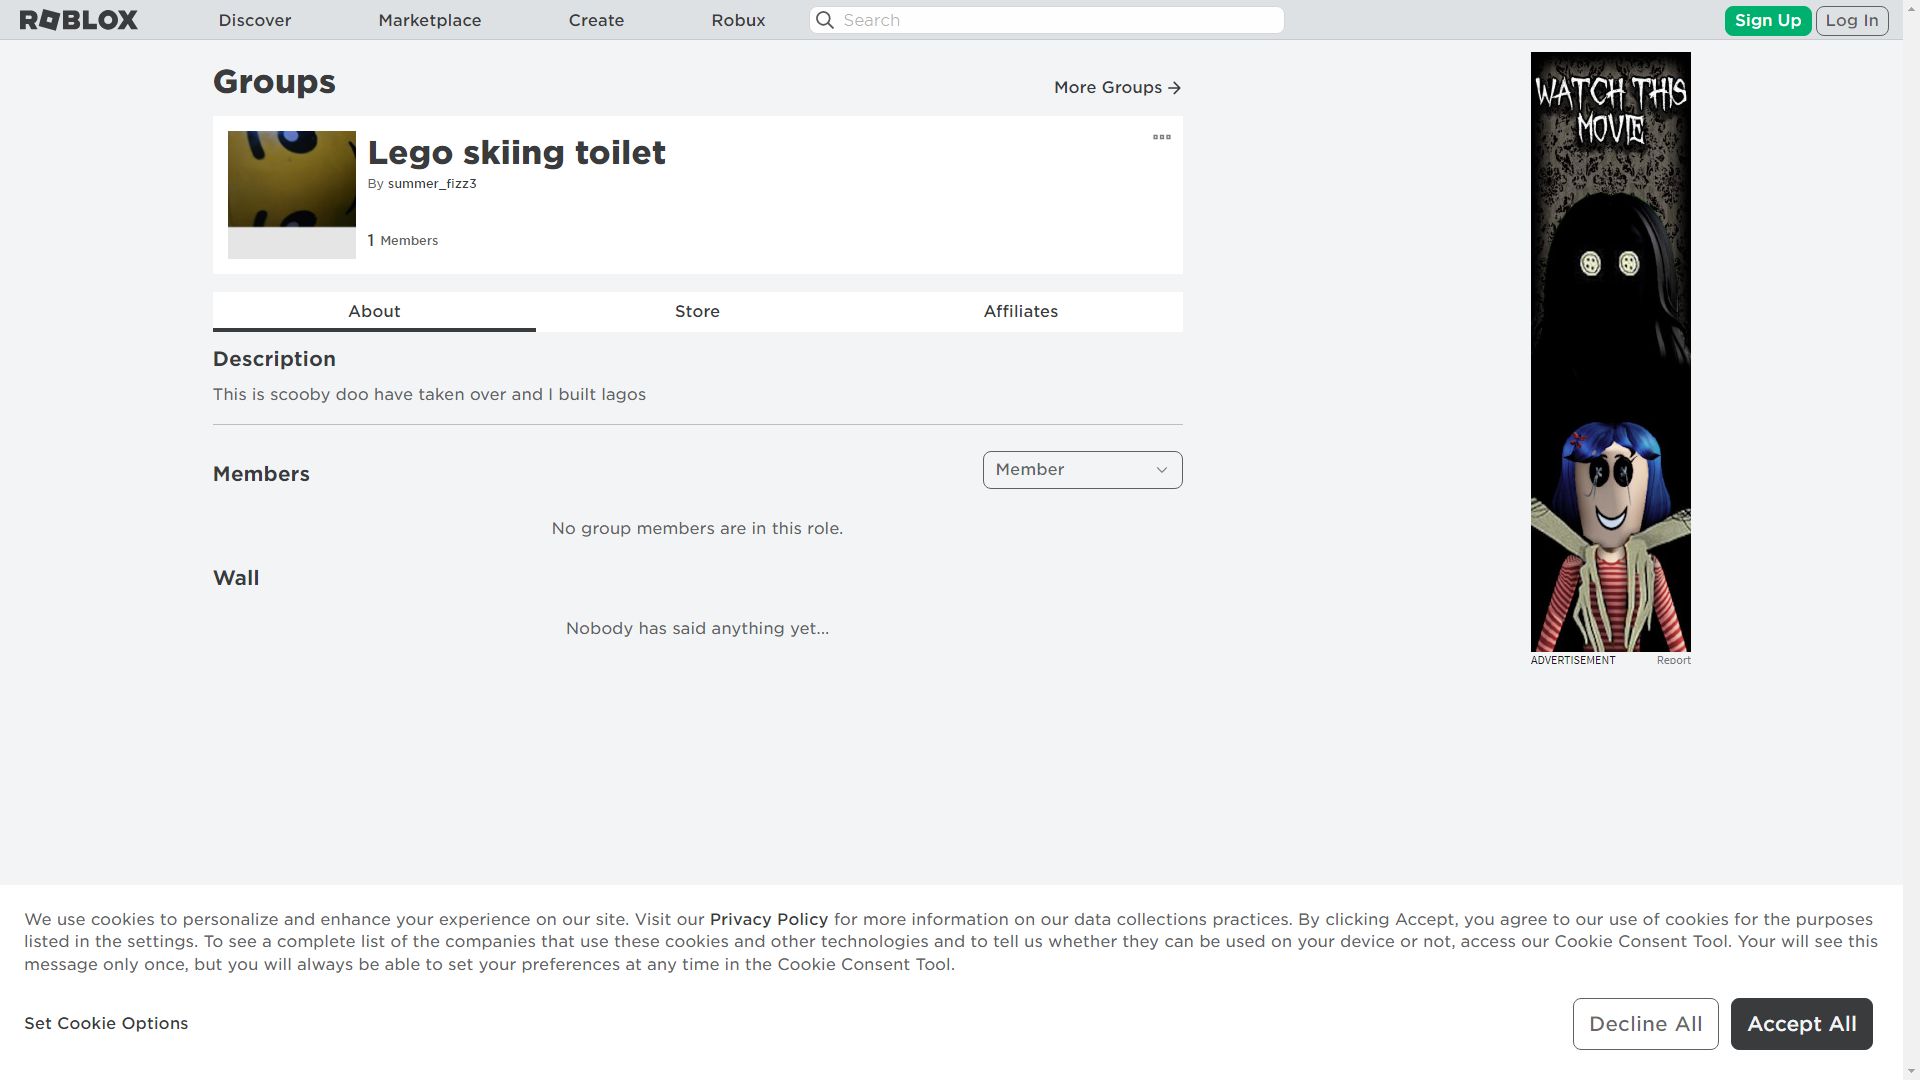 ROBLOX
Discover
Marketplace
Create
Robux
Search
Sign Up
Log In
Groups
More Groups
Lego skiing toilet
By summer_fizz3
1 Members
About
Store
Affiliates
Description
This is scooby doo have taken over and I built lagos
Members
Member
No group members are in this role.
Wall
Nobody has said anything yet...
WATCH THIS
MOVIE
ADVERTISEMENT
Report
We use cookies to personalize and enhance your experience on our site. Visit our Privacy Policy for more information on our data collections practices. By clicking Accept, you agree to our use of cookies for the purposes
listed in the settings. To see a complete list of the companies that use these cookies and other technologies and to tell us whether they can be used on your device or not, access our Cookie Consent Tool. Your will see this
message only once, but you will always be able to set your preferences at any time in the Cookie Consent Tool.
Set Cookie Options
Decline All
Accept All